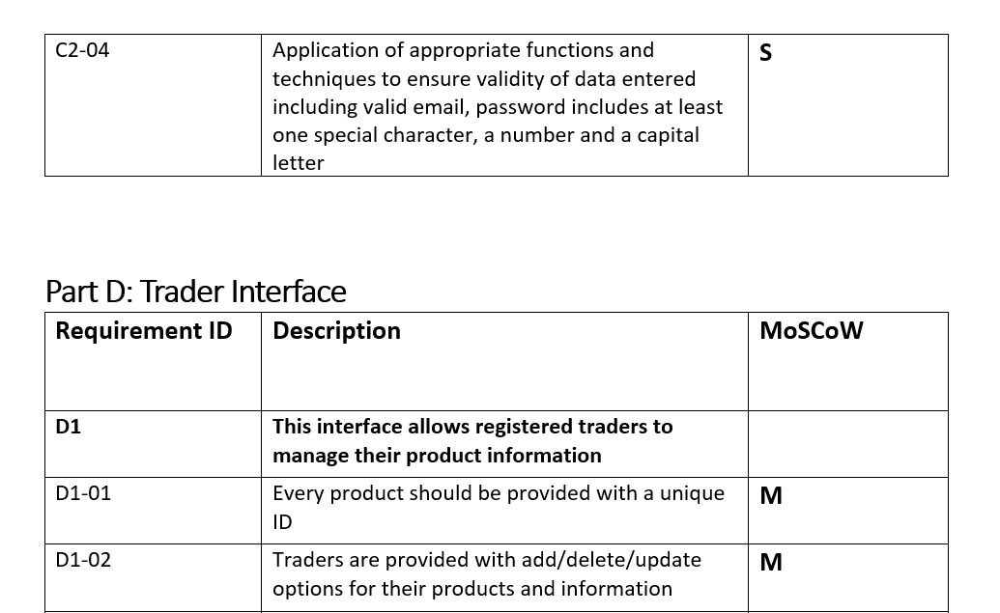 C2-04
Application of appropriate functions and
techniques to ensure validity of data entered
including valid email, password includes at least
one special character, a number and a capital
letter
S
Part D: Trader Interface
Requirement ID
Description
MoSCoW
D1
This interface allows registered traders to
manage their product information
D1-01
Every product should be provided with a unique
ID
M
D1-02
Traders are provided with add/delete/update
options for their products and information
M